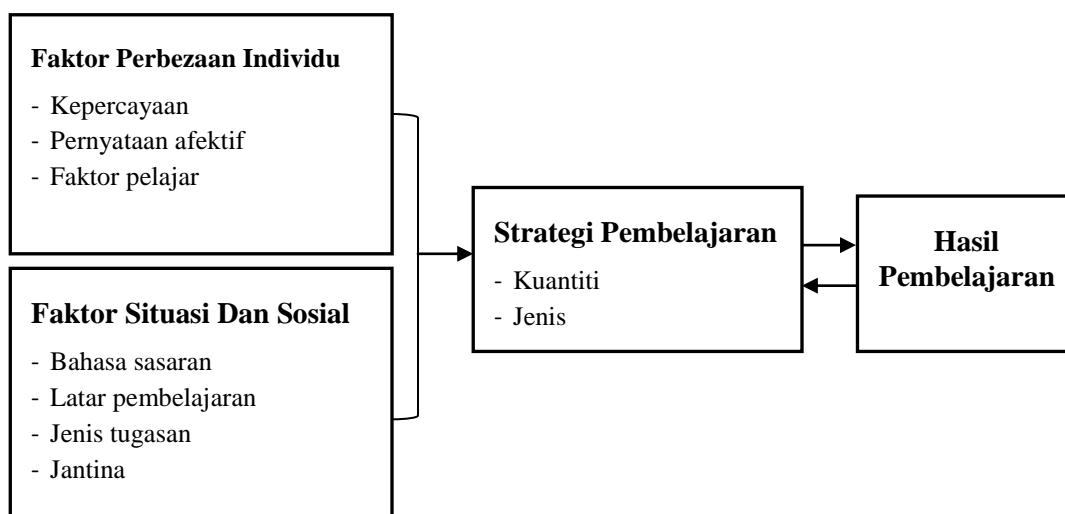 Faktor Perbezaan Individu
- Kepercayaan
- Pernyataan afektif
- Faktor pelajar
Faktor Situasi Dan Sosial
- Bahasa sasaran
- Latar pembelajaran
- Jenis tugasan
- Jantina
Strategi Pembelajaran
- Kuantiti
- Jenis
Hasil
Pembelajaran